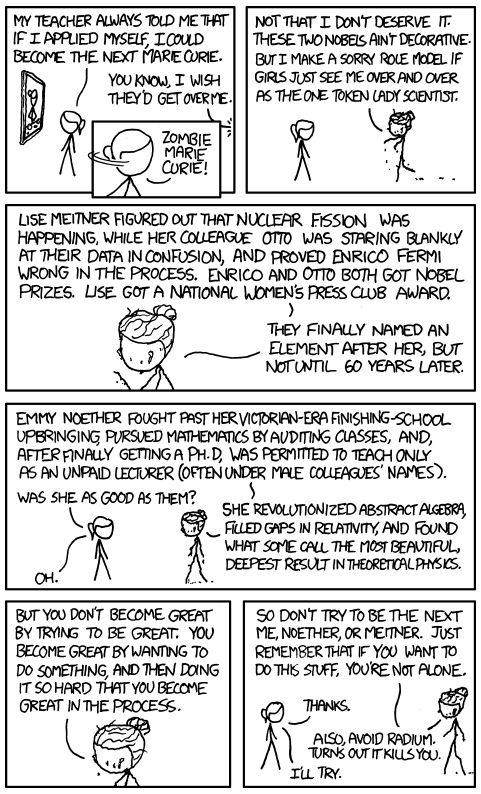 MY TEACHER ALWAYS TOLD ME THAT
IF I APPLIED MYSELF, I COULD
BECOME THE NEXT MARIE CURIE.
YOU KNOW, I WISH
THEY'D GET OVER ME.
ZOMBIE
MARIE
CURIE!
NOT THAT I DON'T DESERVE IT.
THESE TWO NOBELS AIN'T DECORATIVE.
BUT I MAKE A SORRY ROLE MODEL IF
GIRLS JUST SEE ME OVER AND OVER
AS THE ONE TOKEN LADY SCIENTIST.
LISE MEITNER FIGURED OUT THAT NUCLEAR FISSION WAS
HAPPENING, WHILE HER COLLEAGUE OTTO WAS STARING BLANKLY
AT THEIR DATA IN CONFUSION, AND PROVED ENRICO FERMI
WRONG IN THE PROCESS. ENRICO AND OTTO BOTH GOT NOBEL
PRIZES. LISE GOT A NATIONAL WOMEN'S PRESS CLUB AWARD.
THEY FINALLY NAMED AN
ELEMENT AFTER HER, BUT
NOT UNTIL 60 YEARS LATER.
EMMY NOETHER FOUGHT PAST HER VICTORIAN-ERA FINISHING-SCHOOL
UPBRINGING, PURSUED MATHEMATICS BY AUDITING CLASSES, AND,
AFTER FINALLY GETTING A PH.D, WAS PERMITTED TO TEACH ONLY
AS AN UNPAID LECTURER (OFTEN UNDER MALE COLLEAGUES' NAMES).
WAS SHE AS GOOD AS THEM?
SHE REVOLUTIONIZED ABSTRACT ALGEBRA,
FILLED GAPS IN RELATIVITY, AND FOUND
WHAT SOME CALL THE MOST BEAUTIFUL,
DEEPEST RESULT IN THEORETICAL PHYSICS.
OH.
BUT YOU DON'T BECOME GREAT
BY TRYING TO BE GREAT. YOU
BECOME GREAT BY WANTING TO
DO SOMETHING, AND THEN DOING
IT SO HARD THAT YOU BECOME
GREAT IN THE PROCESS.
SO DON'T TRY TO BE THE NEXT
ME, NOETHER, OR MEITNER. JUST
REMEMBER THAT IF YOU WANT TO
DO THIS STUFF, YOU'RE NOT ALONE.
THANKS.
ALSO, AVOID RADIUM.
TURNS OUT IT KILLS YOU.
I'LL TRY.